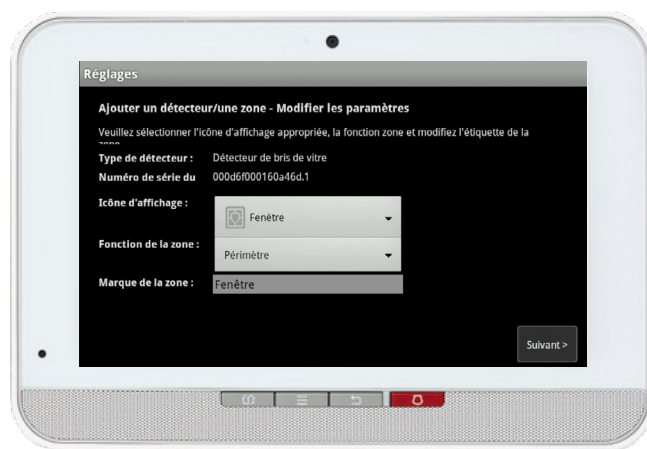 Réglages
Ajouter un détecteur/une zone - Modifier les paramètres
Veuillez sélectionner l'icône d'affichage appropriée, la fonction zone et modifiez l'étiquette de la
Type de détecteur : Détecteur de bris de vitre
Numéro de série du 000d6f000160a46d.1
Icône d'affichage : Fenêtre
Fonction de la zone : Périmètre
Marque de la zone : Fenêtre
Suivant >